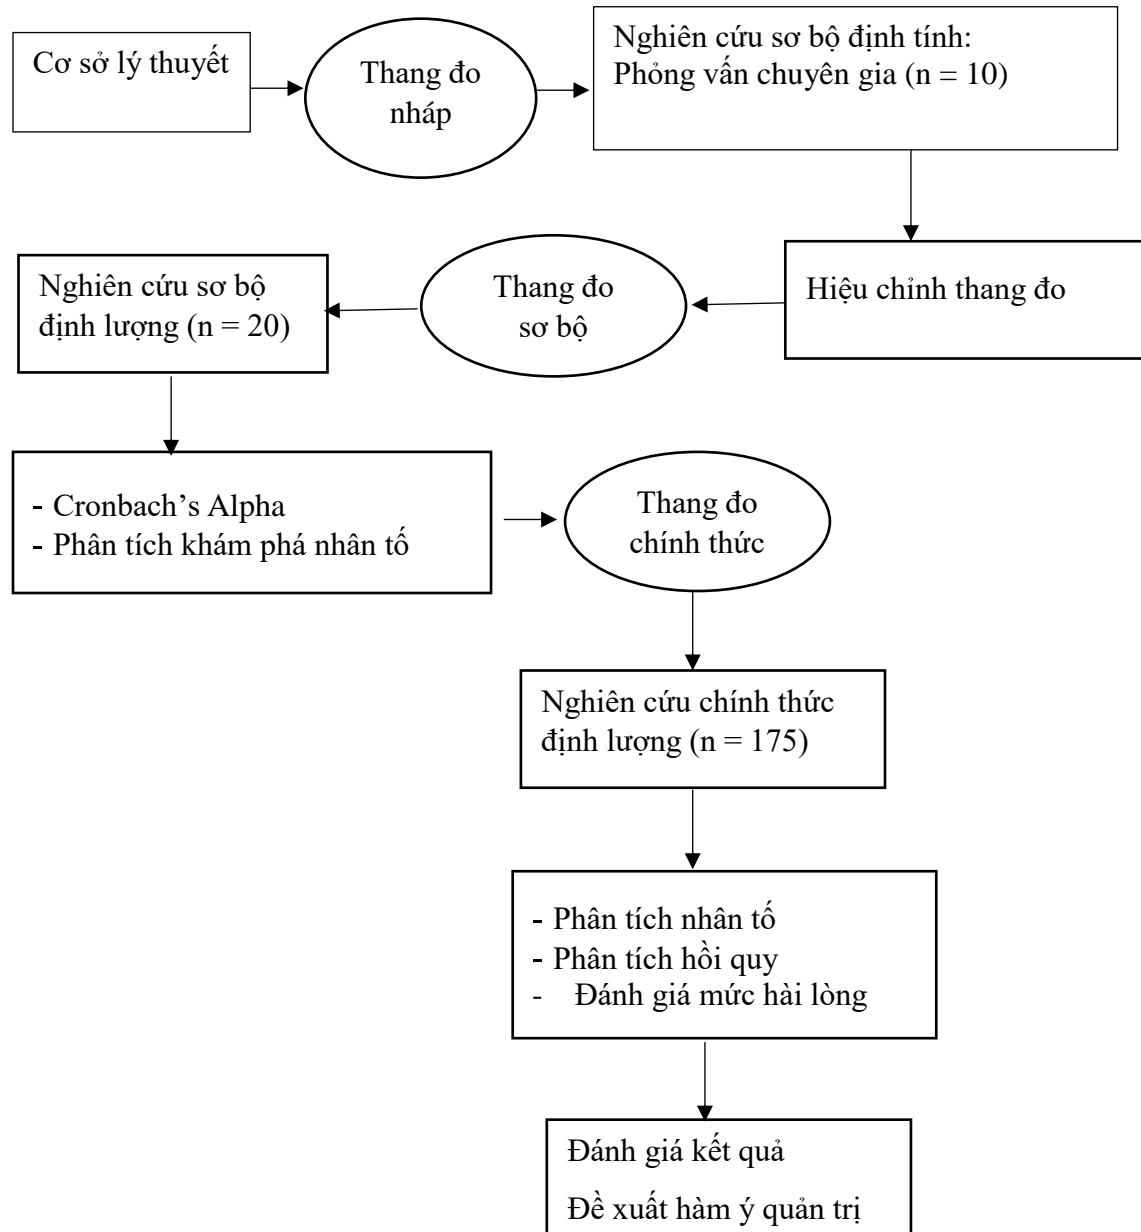 Cơ sở lý thuyết
Thang đo
nháp
Nghiên cứu sơ bộ định tính:
Phỏng vấn chuyên gia (n = 10)
Hiệu chỉnh thang đo
Thang đo
sơ bộ
Nghiên cứu sơ bộ
định lượng (n = 20)
- Cronbach’s Alpha
- Phân tích khám phá nhân tố
Thang đo
chính thức
Nghiên cứu chính thức
định lượng (n = 175)
- Phân tích nhân tố
- Phân tích hồi quy
- Đánh giá mức hài lòng
Đánh giá kết quả
Đề xuất hàm ý quản trị